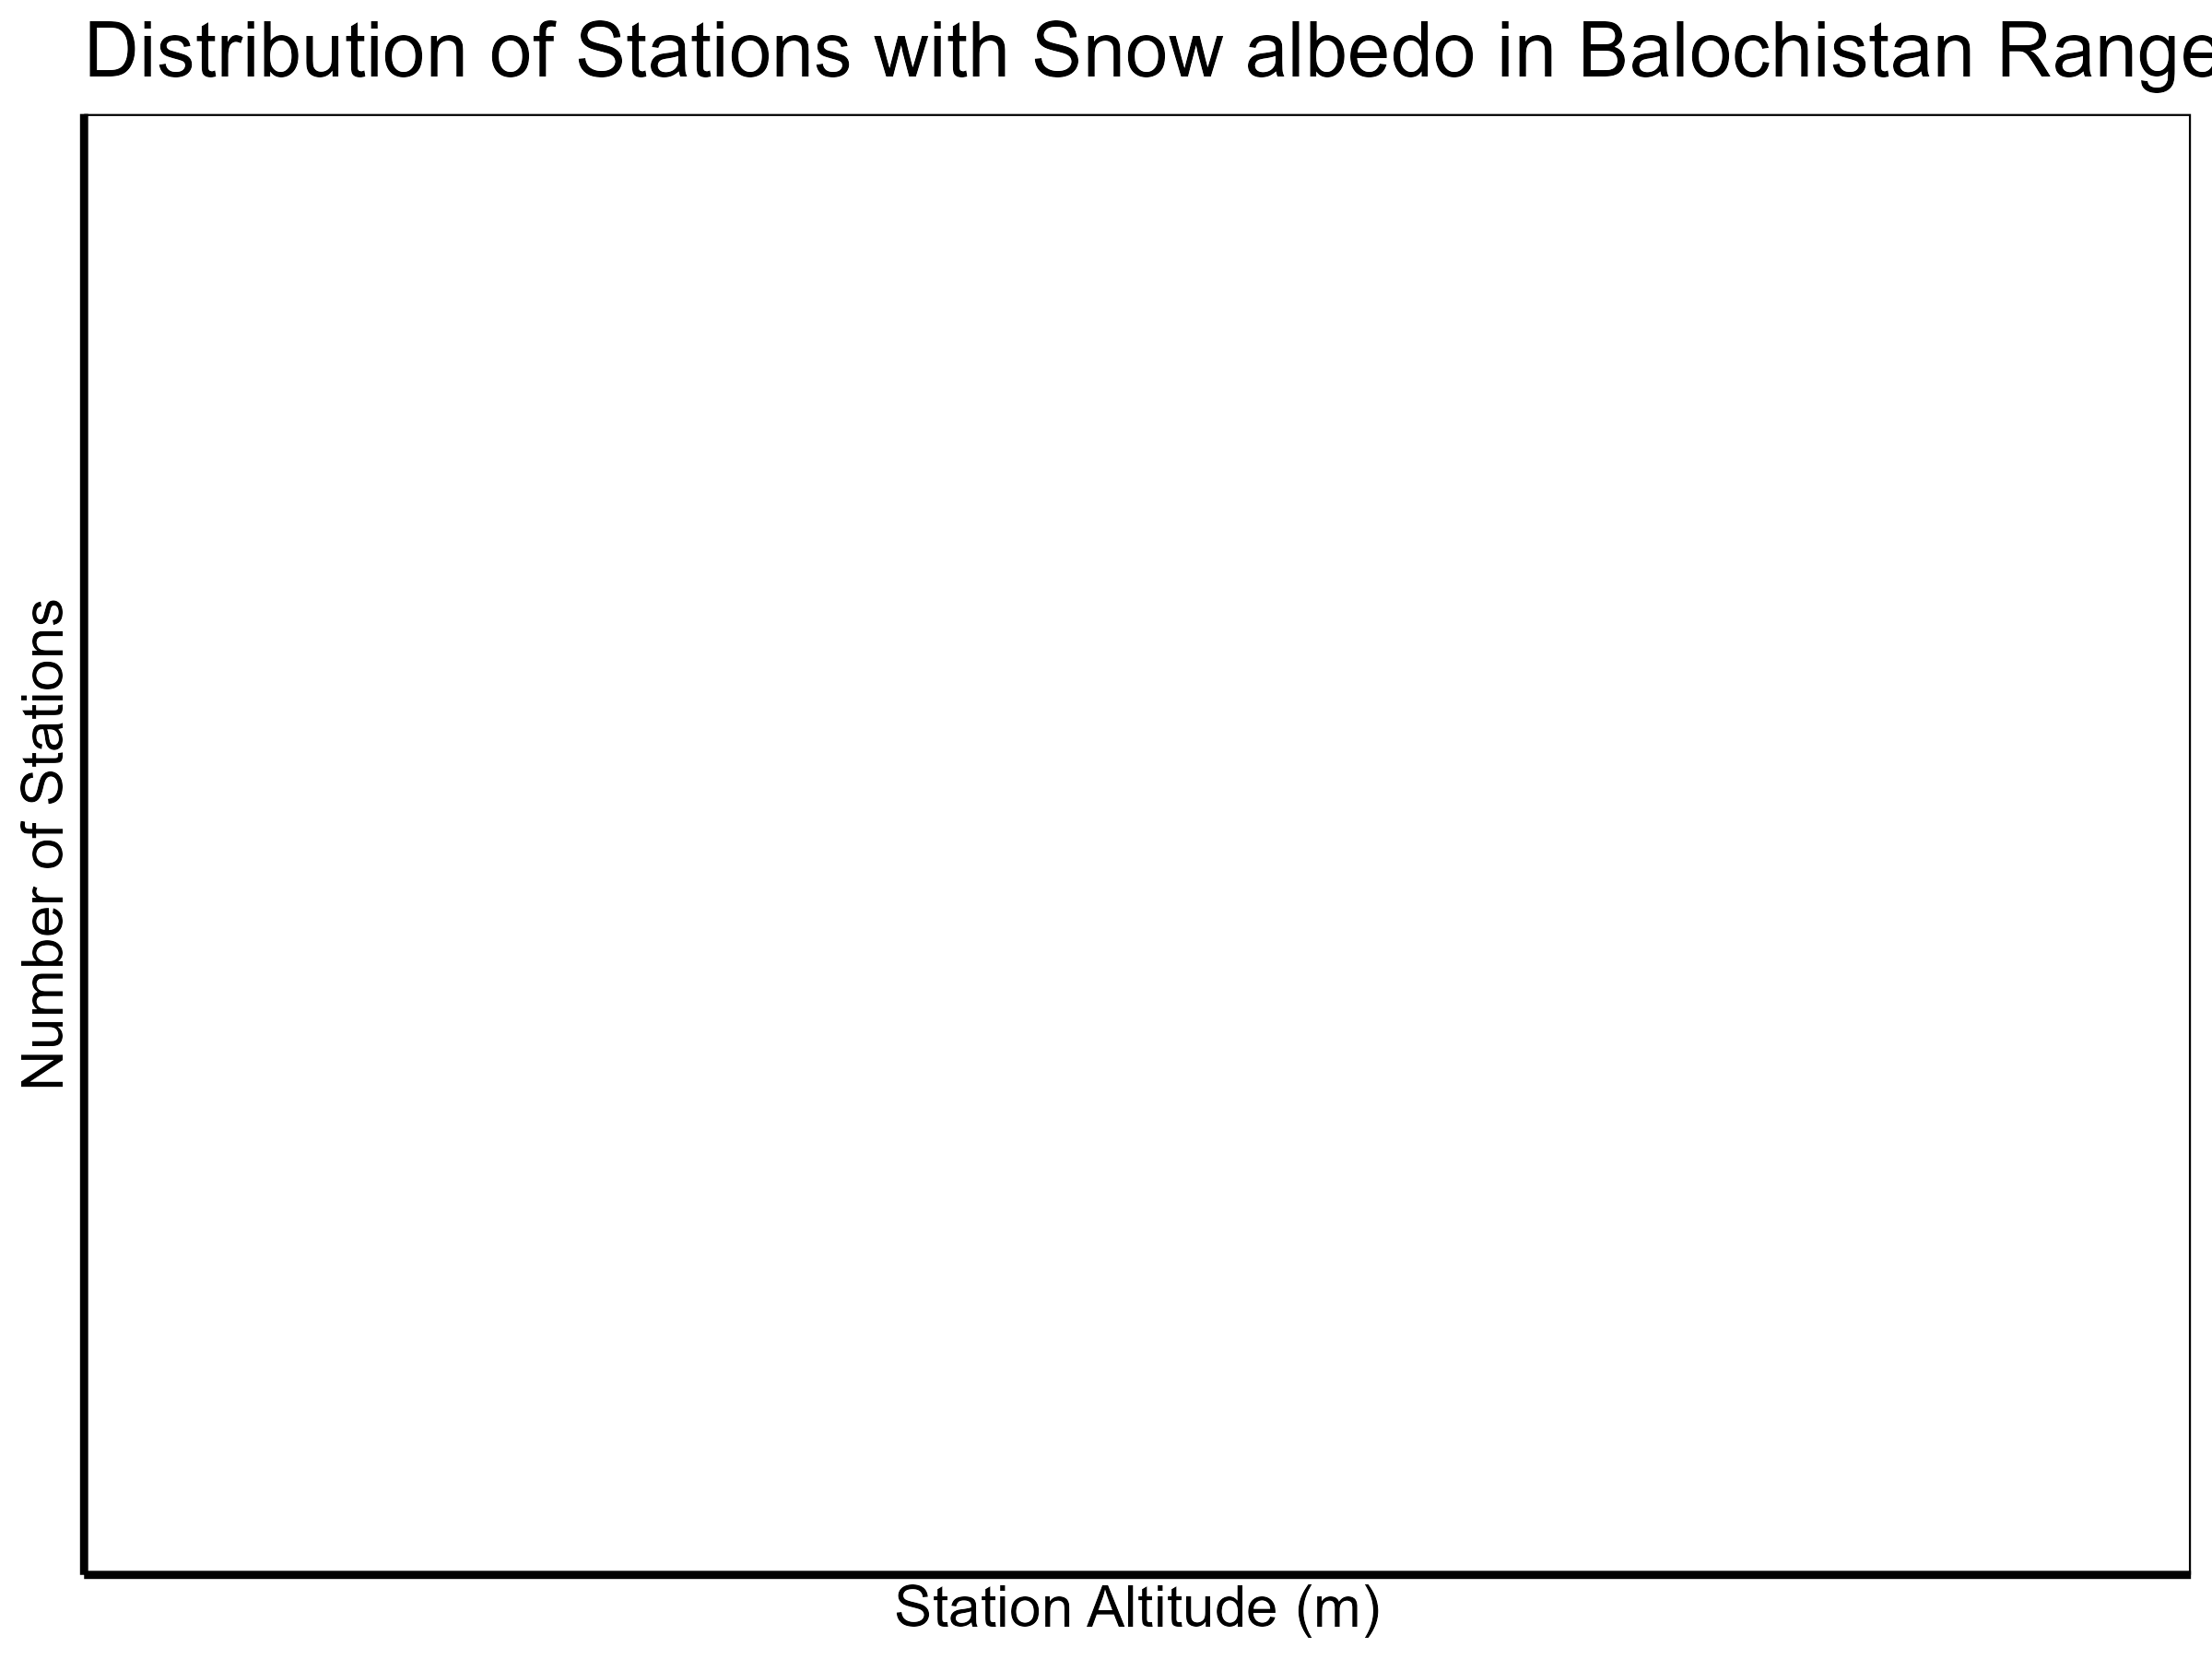 Distribution of Stations with Snow albedo in Balochistan Range
Number of Stations
Station Altitude (m)